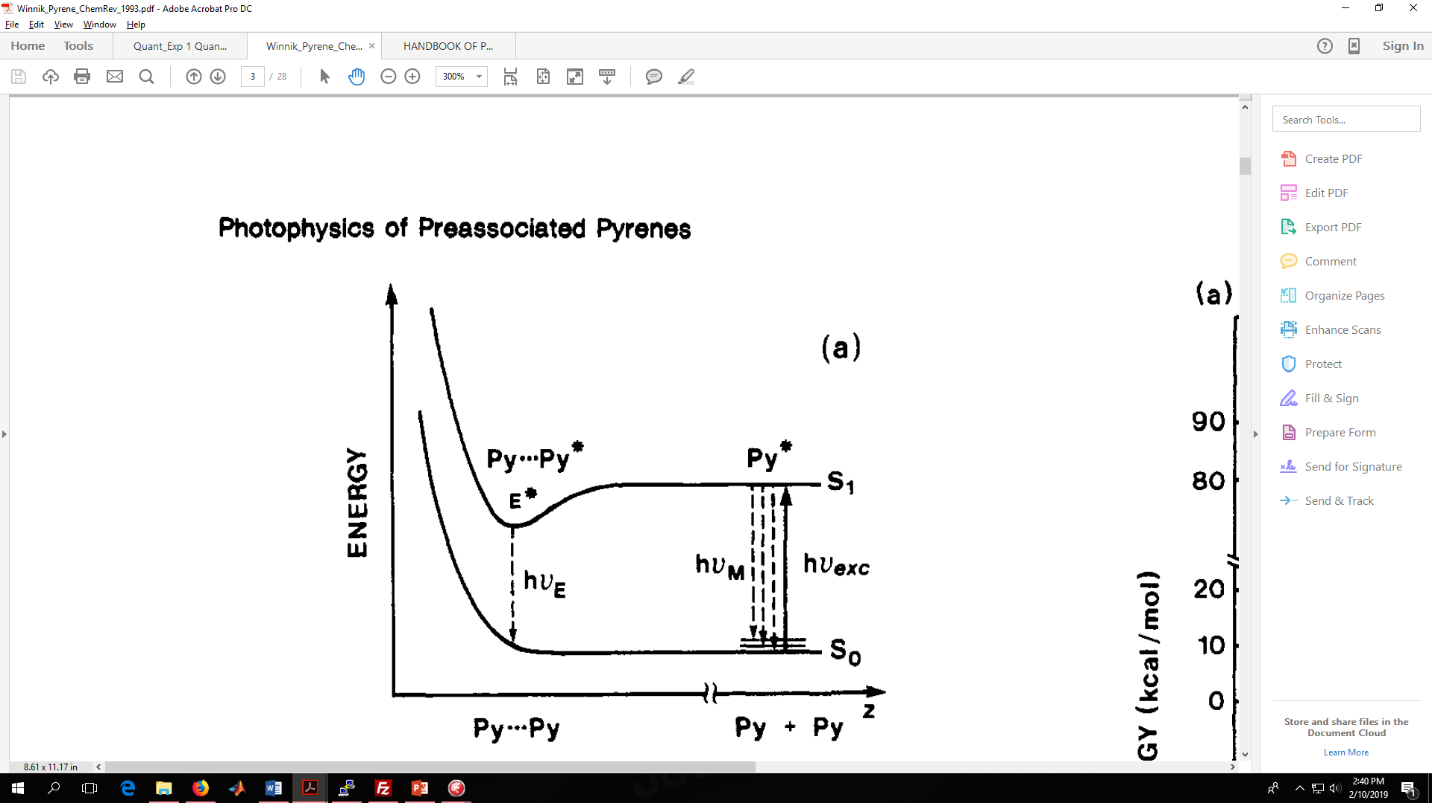 Winnik_Pyrene_ChemRev_1993.pdf - Adobe Acrobat Pro DC
File Edit View Window Help
Home Tools Quant_Exp 1 Quan... Winnik_Pyrene_Che... × HANDBOOK OF P... Sign In
3 / 28 300%
Search Tools...
Create PDF
Edit PDF
Export PDF
Comment
Organize Pages
Enhance Scans
Protect
Fill & Sign
Prepare Form
Send for Signature
Send & Track
Store and share files in the
Document Cloud
Learn More
Photophysics of Preassociated Pyrenes
(a)
ENERGY
Py···Py*
E*
hυE
Py*
S1
hυM
hυexc
S0
z
Py···Py
Py + Py
(a)
90
80
20
10
0
GY (kcal/mol)
8.61 x 11.17 in
2:40 PM
2/10/2019
1